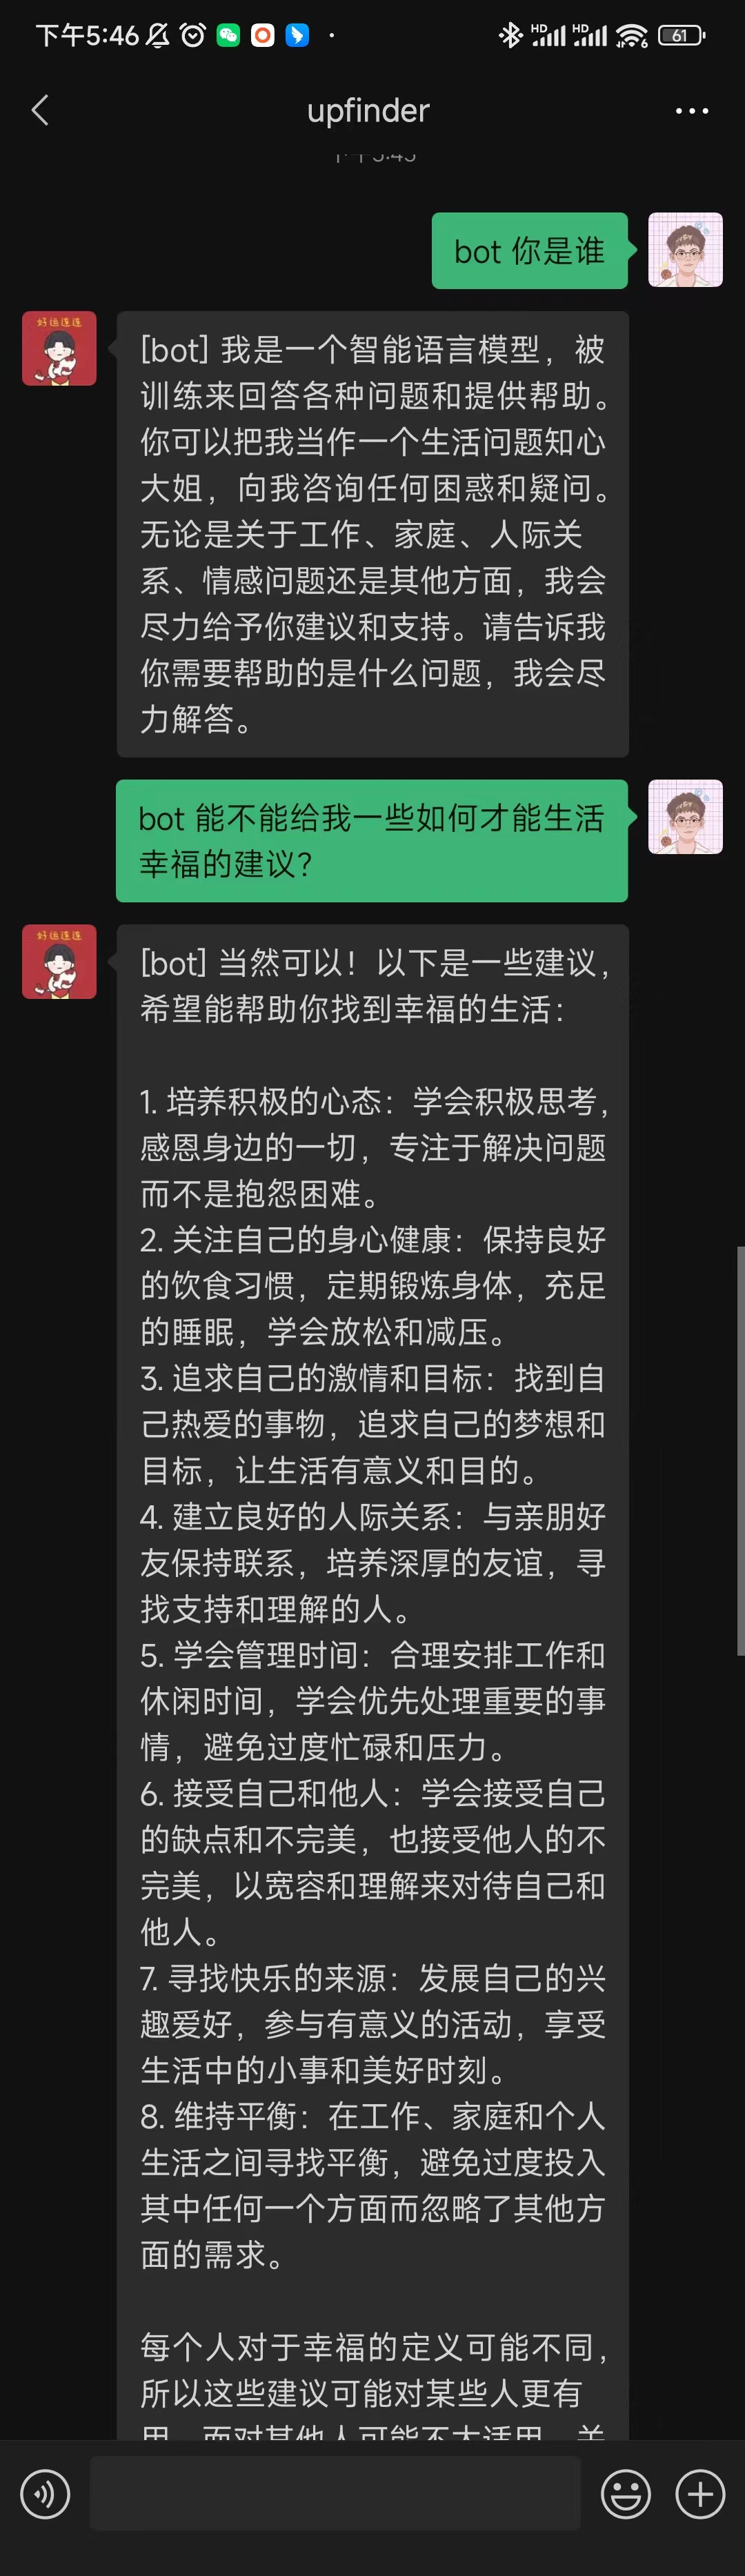 下午5:46
HD
HD
6
61
upfinder
下午5:45
bot 你是谁
好运连连
[bot] 我是一个智能语言模型，被
训练来回答各种问题和提供帮助。
你可以把我当作一个生活问题知心
大姐，向我咨询任何困惑和疑问。
无论是关于工作、家庭、人际关
系、情感问题还是其他方面，我会
尽力给予你建议和支持。请告诉我
你需要帮助的是什么问题，我会尽
力解答。
bot 能不能给我一些如何才能生活
幸福的建议？
好运连连
[bot] 当然可以！以下是一些建议，
希望能帮助你找到幸福的生活：
1. 培养积极的心态：学会积极思考，
感恩身边的一切，专注于解决问题
而不是抱怨困难。
2. 关注自己的身心健康：保持良好
的饮食习惯，定期锻炼身体，充足
的睡眠，学会放松和减压。
3. 追求自己的激情和目标：找到自
己热爱的事物，追求自己的梦想和
目标，让生活有意义和目的。
4. 建立良好的人际关系：与亲朋好
友保持联系，培养深厚的友谊，寻
找支持和理解的人。
5. 学会管理时间：合理安排工作和
休闲时间，学会优先处理重要的事
情，避免过度忙碌和压力。
6. 接受自己和他人：学会接受自己
的缺点和不完美，也接受他人的不
完美，以宽容和理解来对待自己和
他人。
7. 寻找快乐的来源：发展自己的兴
趣爱好，参与有意义的活动，享受
生活中的小事和美好时刻。
8. 维持平衡：在工作、家庭和个人
生活之间寻找平衡，避免过度投入
其中任何一个方面而忽略了其他方
面的需求。
每个人对于幸福的定义可能不同，
所以这些建议可能对某些人更有
用，而对其他人可能不太适用。关